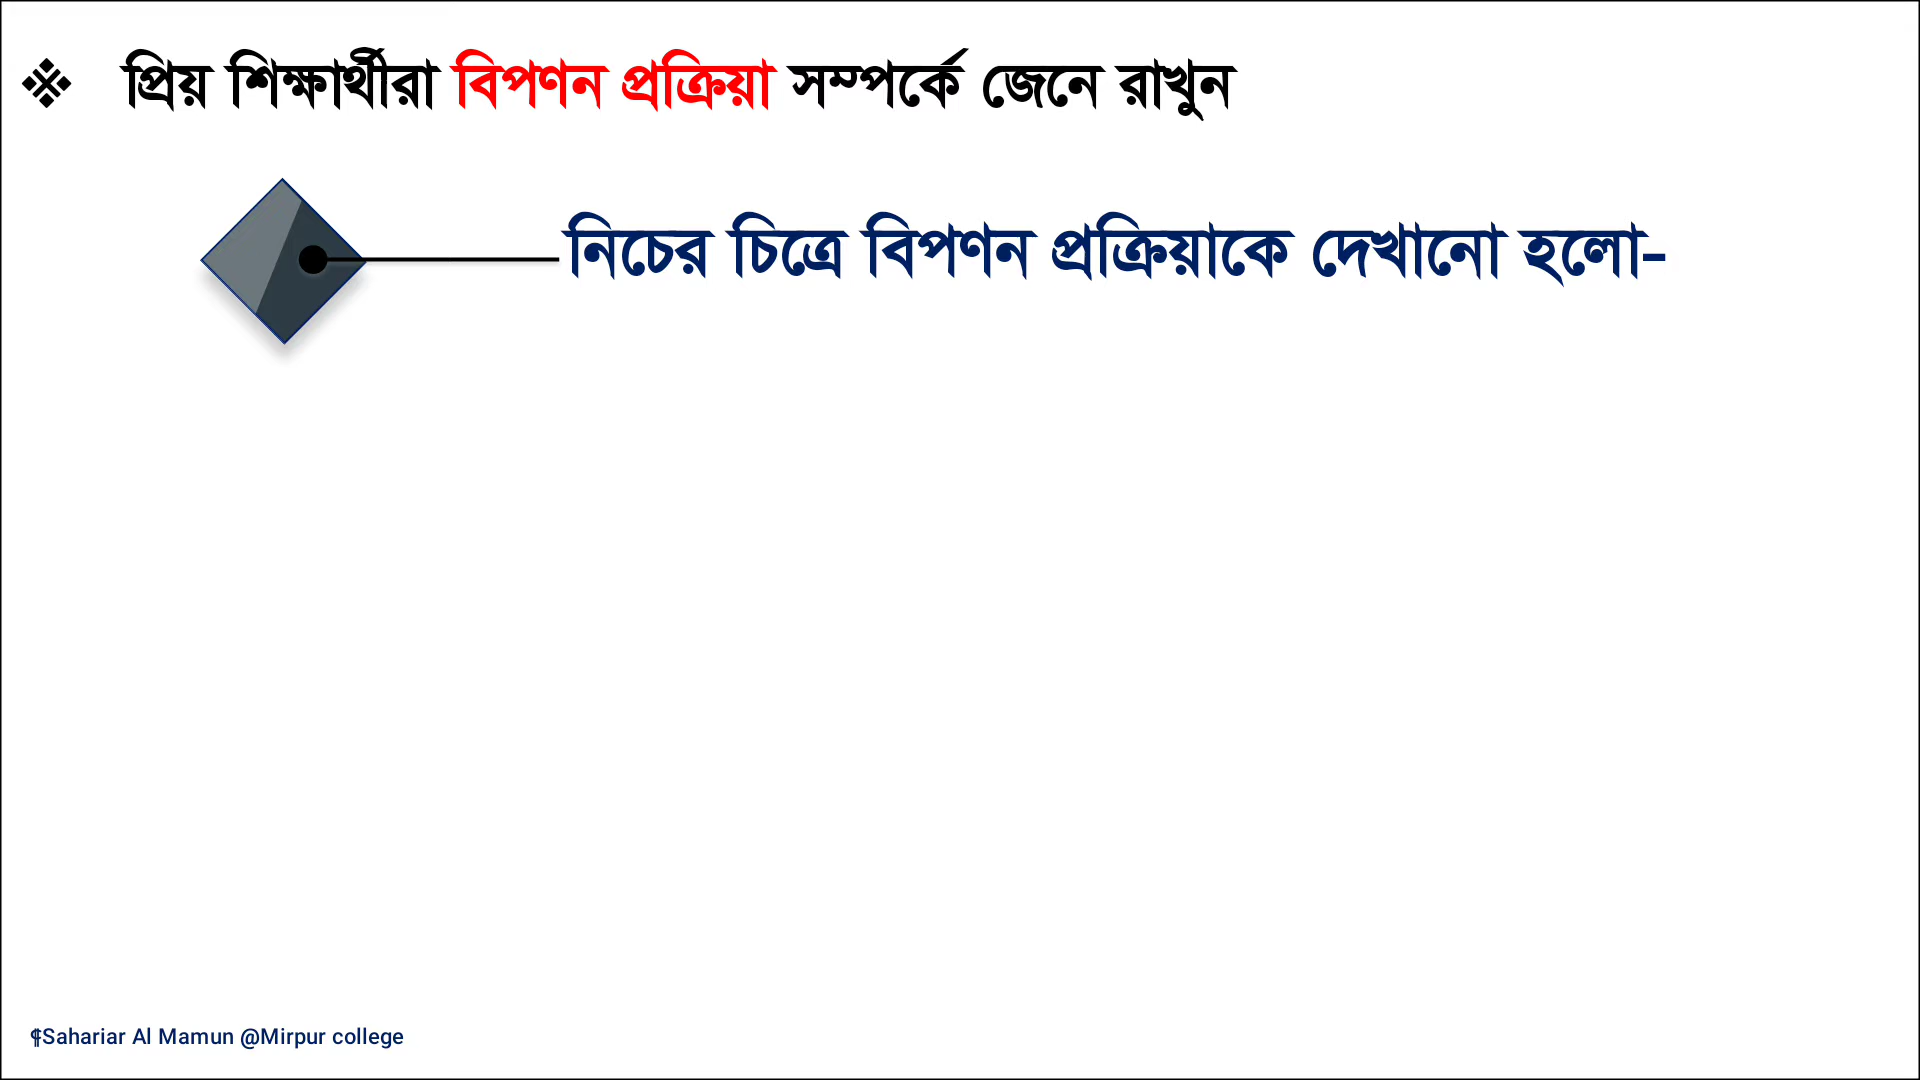 ❖ প্রিয় শিক্ষার্থীরা বিপণন প্রক্রিয়া সম্পর্কে জেনে রাখুন
নিচের চিত্রে বিপণন প্রক্রিয়াকে দেখানো হলো-
¶Sahariar Al Mamun @Mirpur college